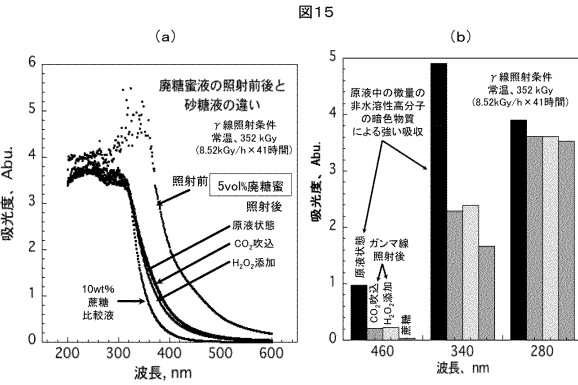 図15
(a)
廃糖蜜液の照射前後と
砂糖液の違い
γ線照射条件
常温、352 kGy
(8.52kGy/h×41時間)
照射前
5vol%廃糖蜜
照射後
原液状態
CO2吹込
H2O2添加
10wt%
蔗糖
比較液
吸光度、Abu.
6
5
4
3
2
1
0
200
300
400
500
600
波長, nm
(b)
原液中の微量の
非水溶性高分子
の暗色物質
による強い吸収
γ線照射条件
常温、352 kGy
(8.52kGy/h×41時間)
原液状態
ガンマ線
照射後
CO2吹込
H2O2添加
蔗糖
吸光度、Abu.
5
4
3
2
1
0
460
340
280
波長、nm